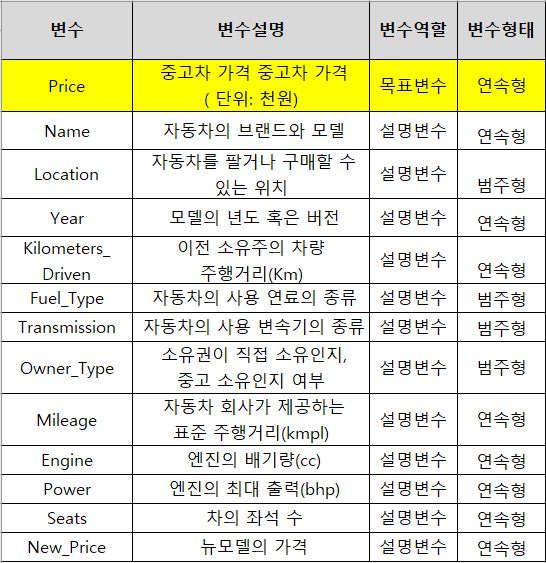 변수 변수설명 변수역할 변수형태
Price 중고차 가격 중고차 가격
( 단위: 천원) 목표변수 연속형
Name 자동차의 브랜드와 모델 설명변수 연속형
Location 자동차를 팔거나 구매할 수
있는 위치 설명변수 범주형
Year 모델의 년도 혹은 버전 설명변수 연속형
Kilometers_
Driven 이전 소유주의 차량
주행거리(Km) 설명변수 연속형
Fuel_Type 자동차의 사용 연료의 종류 설명변수 범주형
Transmission 자동차의 사용 변속기의 종류 설명변수 범주형
Owner_Type 소유권이 직접 소유인지,
중고 소유인지 여부 설명변수 범주형
Mileage 자동차 회사가 제공하는
표준 주행거리(kmpl) 설명변수 연속형
Engine 엔진의 배기량(cc) 설명변수 연속형
Power 엔진의 최대 출력(bhp) 설명변수 연속형
Seats 차의 좌석 수 설명변수 연속형
New_Price 뉴모델의 가격 설명변수 연속형